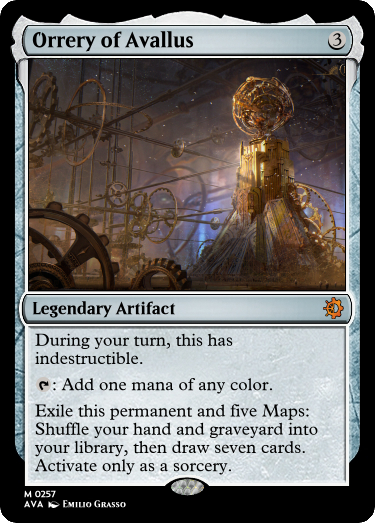 Orrery of Avallus 3
Legendary Artifact
During your turn, this has
indestructible.
: Add one mana of any color.
Exile this permanent and five Maps:
Shuffle your hand and graveyard into
your library, then draw seven cards.
Activate only as a sorcery.
M 0257
AVA Emilio Grasso